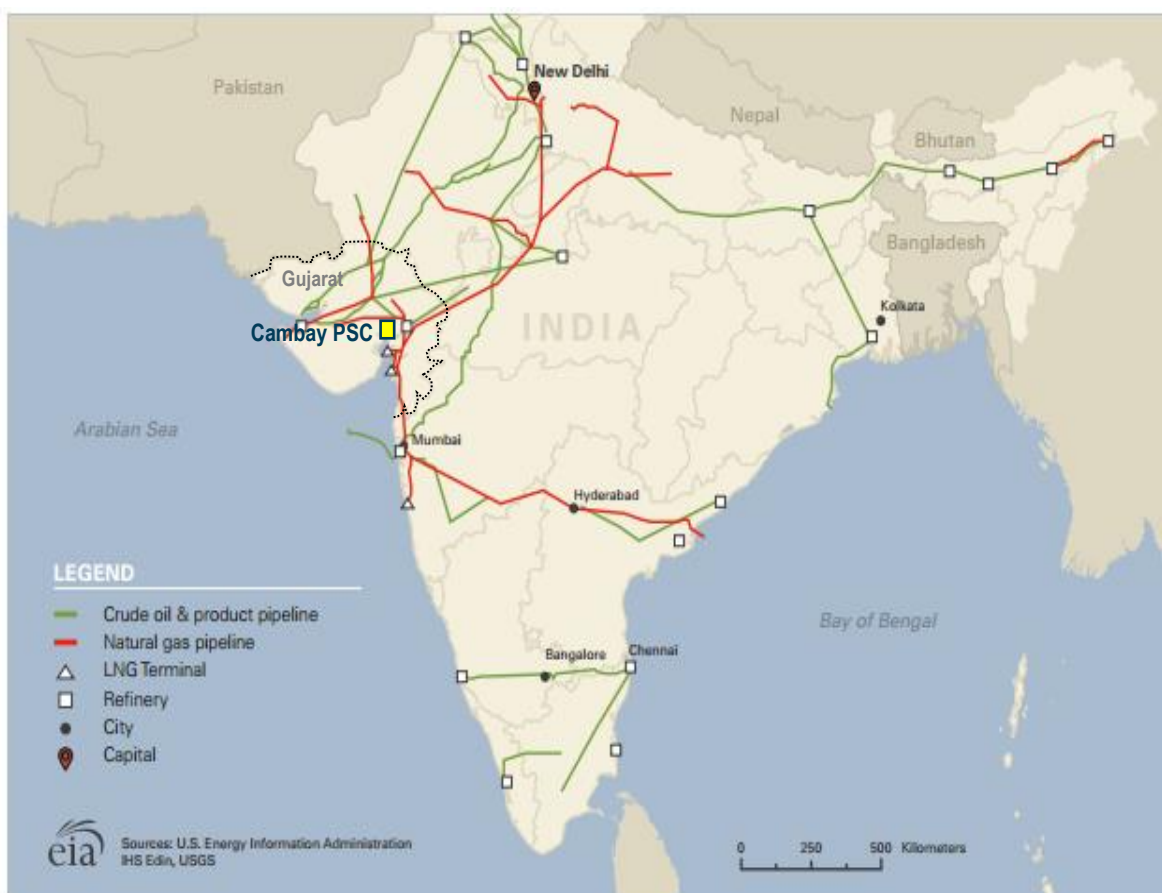 Pakistan
New Delhi
Nepal
Bhutan
Bangladesh
Gujarat
Kolkata
Cambay PSC
INDIA
Arabian Sea
Mumbai
Hyderabad
LEGEND
Crude oil & product pipeline
Natural gas pipeline
LNG Terminal
Refinery
City
Capital
Bay of Bengal
Bangalore
Chennai
eia
Sources: U.S. Energy Information Administration
IHS Edin, USGS
0 250 500 Kilometers